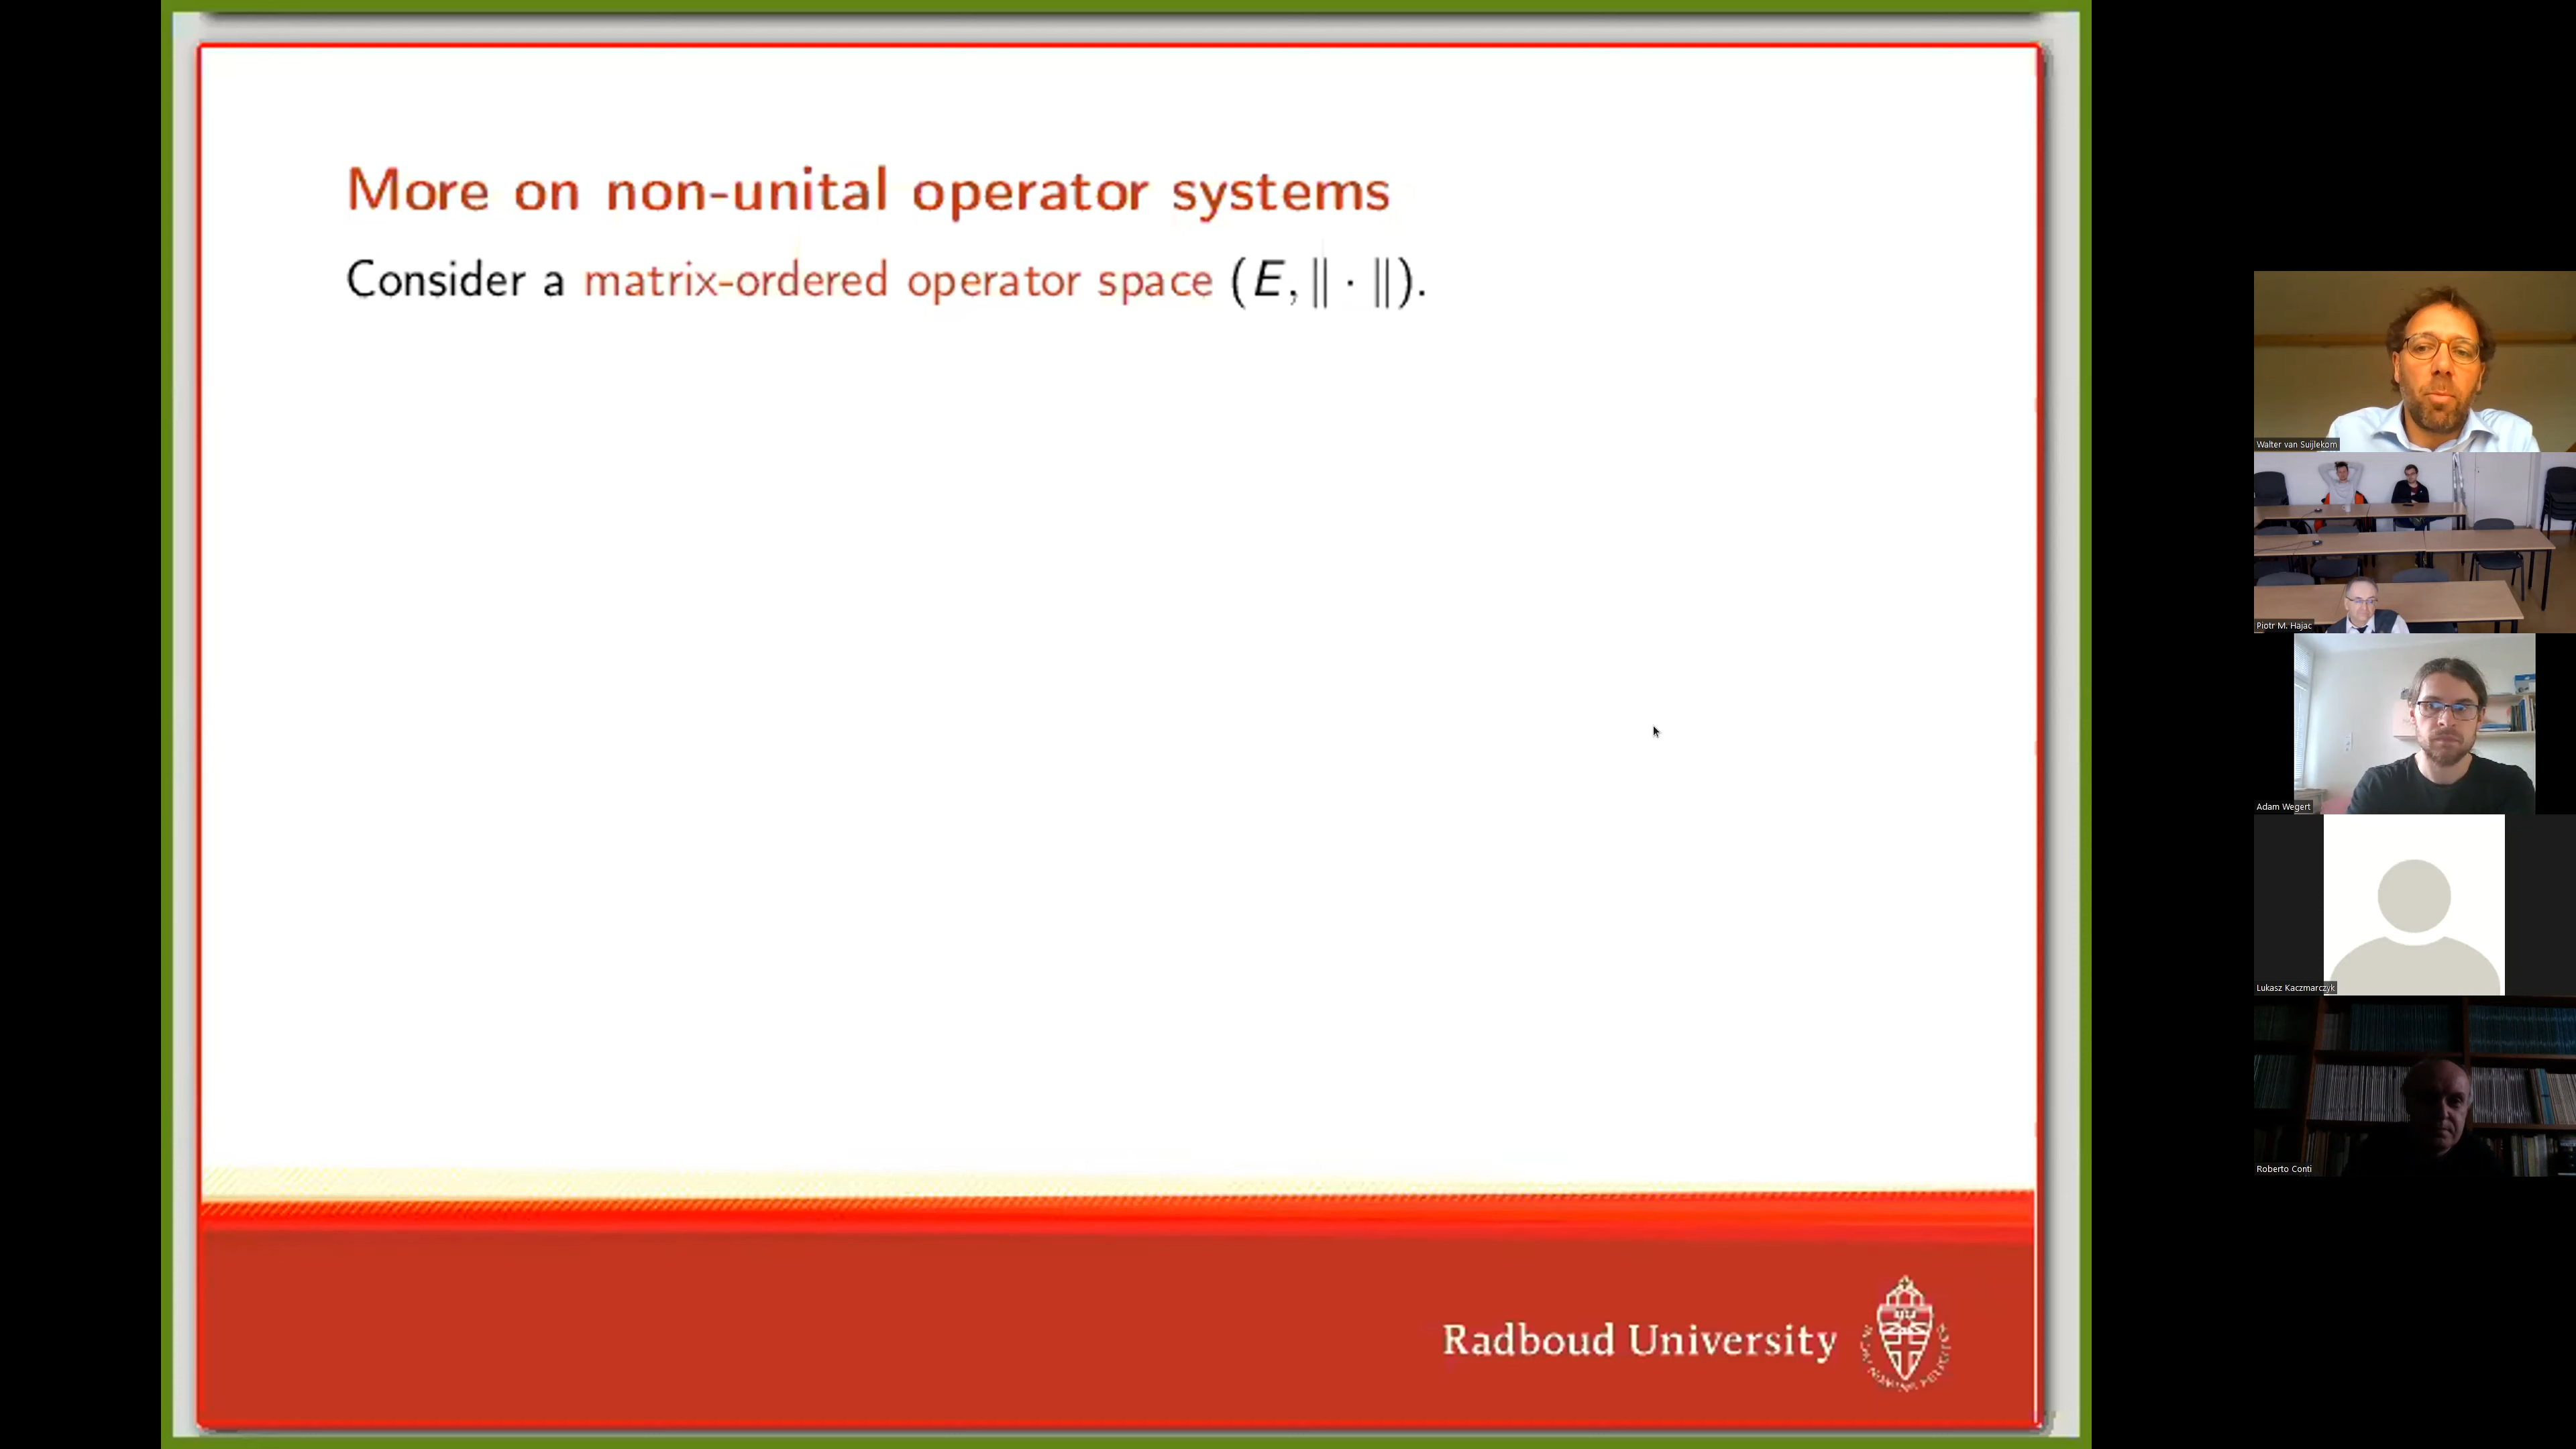 More on non-unital operator systems
Consider a matrix-ordered operator space (E, ‖ · ‖).
Radboud University
Walter van Suijlekom
Piotr M. Hajac
Adam Wegert
Lukasz Kaczmarczyk
Roberto Conti